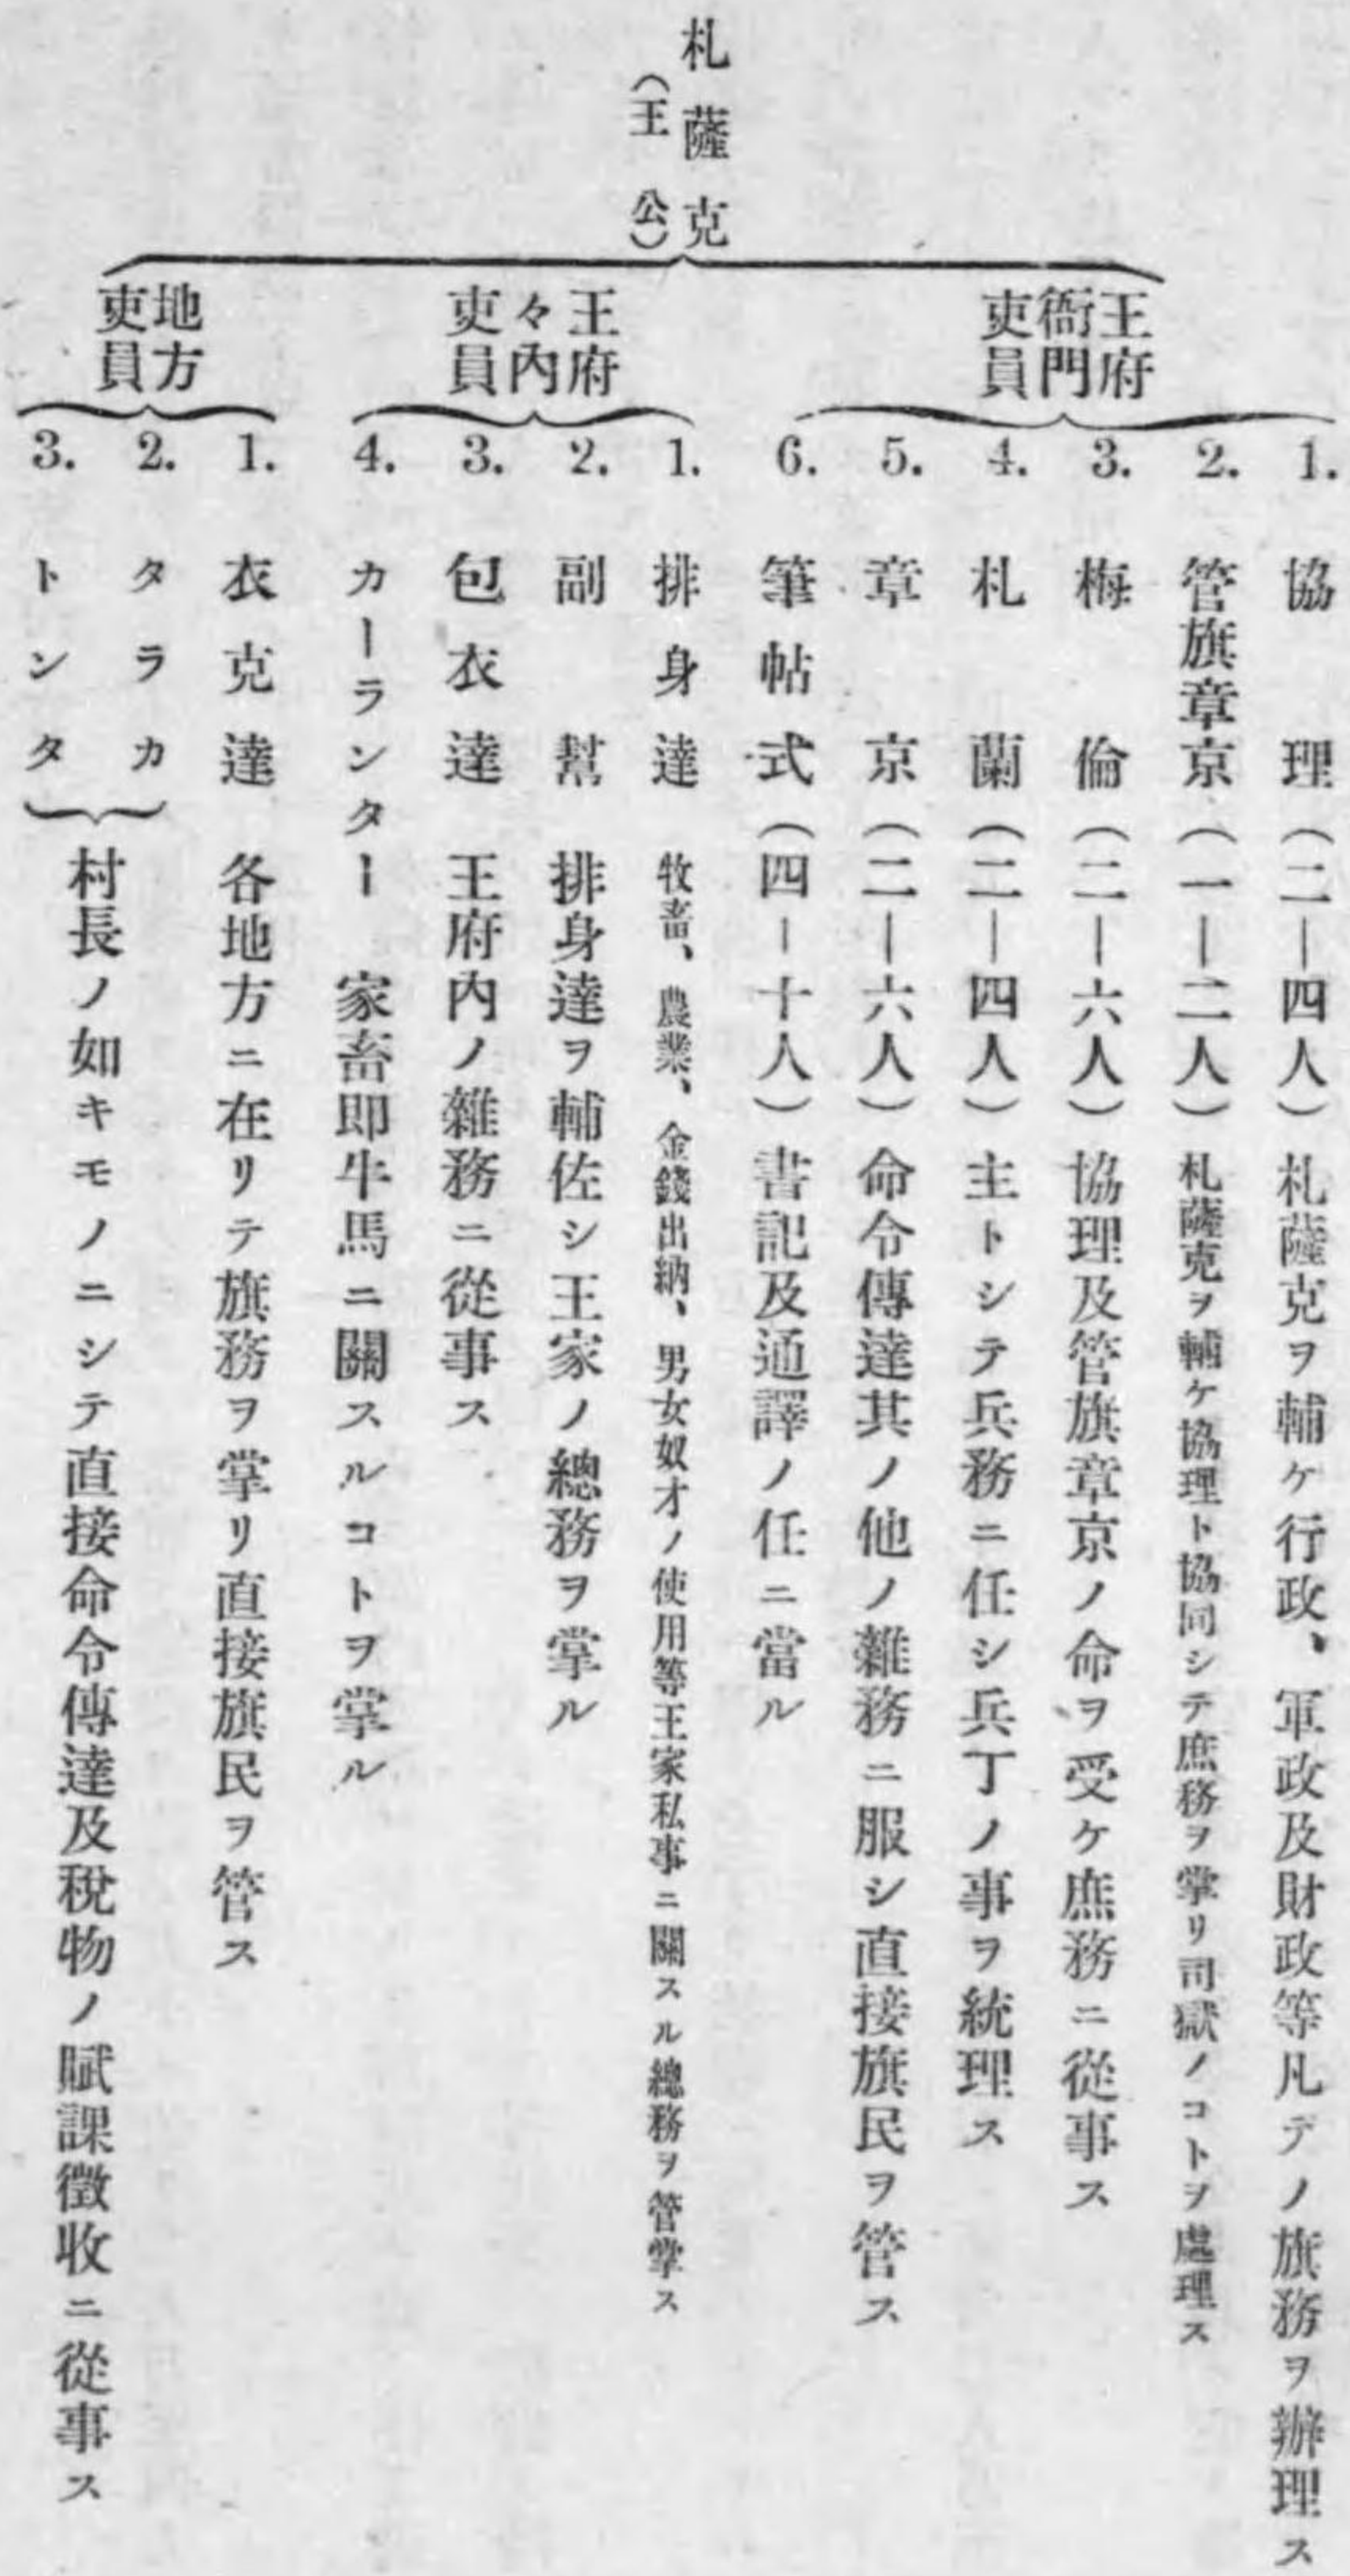 札薩克
（王公）
王府
衙門
吏員
1. 協理（二—四人）札薩克ヲ輔ケ行政、軍政及財政等凡テノ旗務ヲ辦理ス
2. 管旗章京（一—二人）札薩克ヲ輔ケ協理ト協同シテ庶務ヲ掌リ司獄ノコトヲ處理ス
3. 梅倫（二—六人）協理及管旗章京ノ命ヲ受ケ庶務ニ從事ス
4. 札蘭（二—四人）主トシテ兵務ニ任シ兵丁ノ事ヲ統理ス
5. 章京（二—六人）命令傳達其ノ他ノ雜務ニ服シ直接旗民ヲ管ス
6. 筆帖式（四—十人）書記及通譯ノ任ニ當ル
王府
々內
吏員
1. 排身達 牧畜、農業、金錢出納、男女奴才ノ使用等王家私事ニ關スル總務ヲ管掌ス
2. 副幇 排身達ヲ輔佐シ王家ノ總務ヲ掌ル
3. 包衣達 王府內ノ雜務ニ從事ス
4. カーランター 家畜即牛馬ニ關スルコトヲ掌ル
地方
吏員
1. 衣克達 各地方ニ在リテ旗務ヲ掌リ直接旗民ヲ管ス
2. タラカ
3. トンタ
村長ノ如キモノニシテ直接命令傳達及稅物ノ賦課徵收ニ從事ス